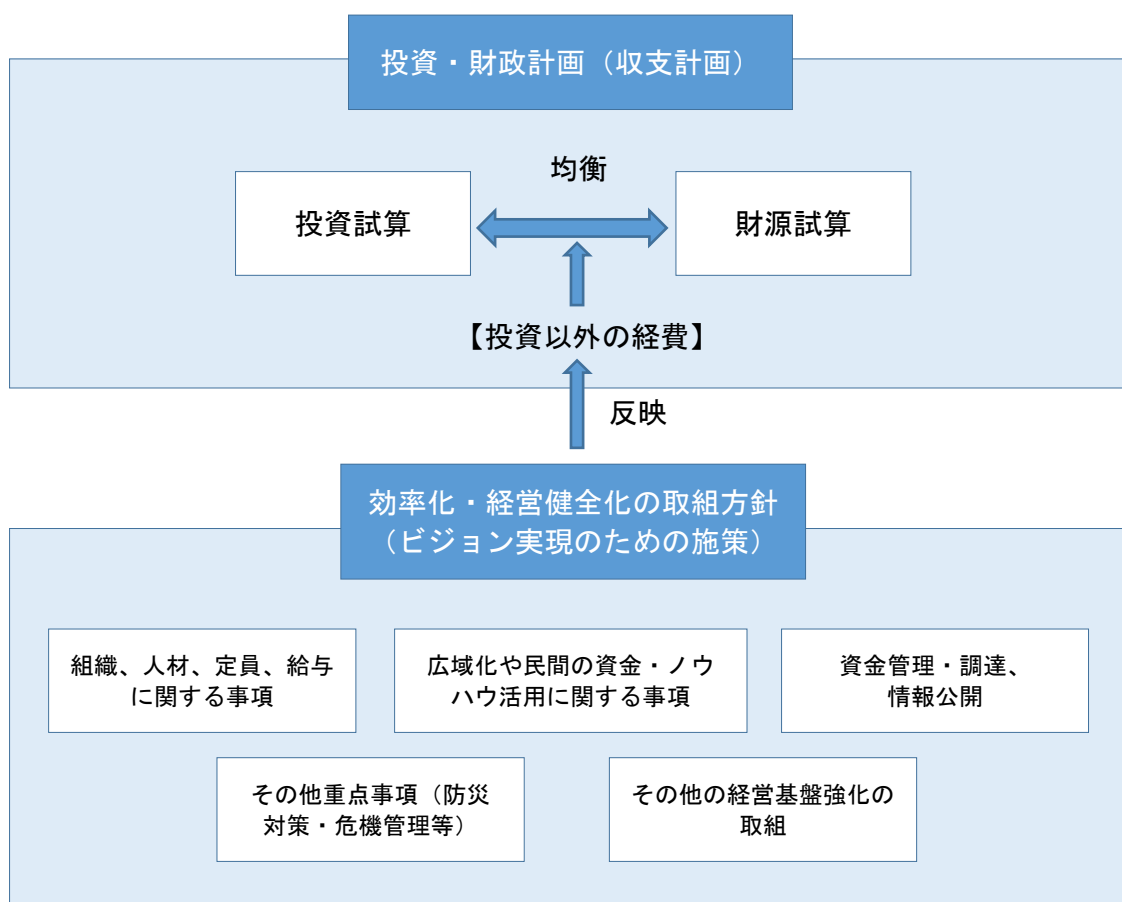 投資・財政計画（収支計画）
均衡
投資試算
財源試算
【投資以外の経費】
反映
効率化・経営健全化の取組方針
（ビジョン実現のための施策）
組織、人材、定員、給与
に関する事項
広域化や民間の資金・ノウ
ハウ活用に関する事項
資金管理・調達、
情報公開
その他重点事項（防災
対策・危機管理等）
その他の経営基盤強化の
取組